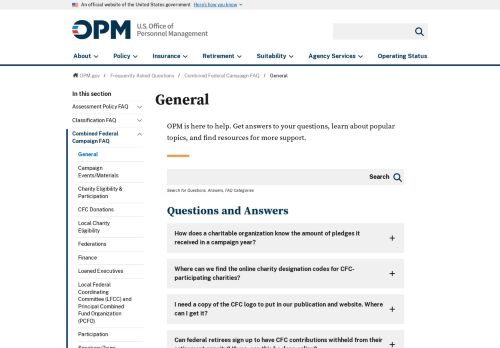 An official website of the United States government Here's how you know
OPM U.S. Office of
Personnel Management
About Policy Insurance Retirement Suitability Agency Services Operating Status
OPM.gov / Frequently Asked Questions / Combined Federal Campaign FAQ / General
In this section
Assessment Policy FAQ
Classification FAQ
Combined Federal
Campaign FAQ
General
Campaign
Events/Materials
Charity Eligibility &
Participation
CFC Donations
Local Charity
Eligibility
Federations
Finance
Loaned Executives
Local Federal
Coordinating
Committee (LFCC) and
Principal Combined
Fund Organization
(PCFO)
Participation
General
OPM is here to help. Get answers to your questions, learn about popular
topics, and find resources for more support.
Search
Search for Questions, Answers, FAQ Categories
Questions and Answers
How does a charitable organization know the amount of pledges it
received in a campaign year?
Where can we find the online charity designation codes for CFC-
participating charities?
I need a copy of the CFC logo to put in our publication and website. Where
can I get it?
Can federal retirees sign up to have CFC contributions withheld from their